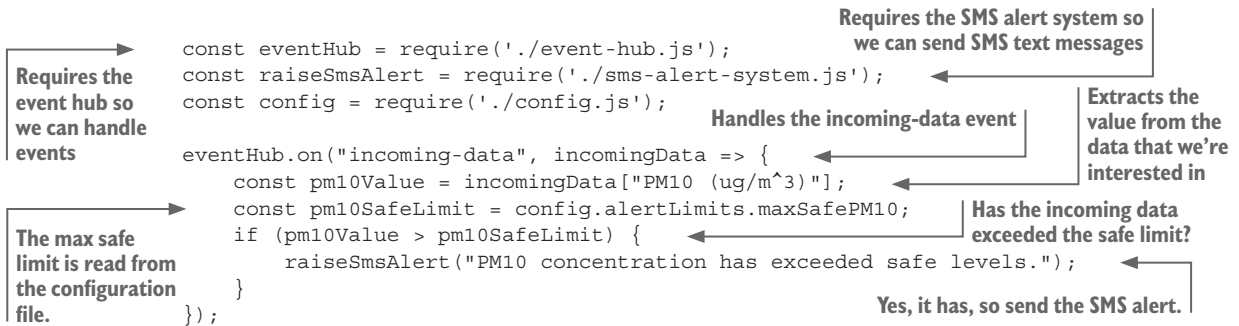 Requires the SMS alert system so
we can send SMS text messages
const eventHub = require('./event-hub.js');
const raiseSmsAlert = require('./sms-alert-system.js');
const config = require('./config.js');
Requires the
event hub so
we can handle
events
Handles the incoming-data event
Extracts the
value from the
data that we're
interested in
eventHub.on("incoming-data", incomingData => {
    const pm10Value = incomingData["PM10 (ug/m^3)"];
    const pm10SafeLimit = config.alertLimits.maxSafePM10;
    if (pm10Value > pm10SafeLimit) {
        raiseSmsAlert("PM10 concentration has exceeded safe levels.");
    }
});
The max safe
limit is read from
the configuration
file.
Has the incoming data
exceeded the safe limit?
Yes, it has, so send the SMS alert.